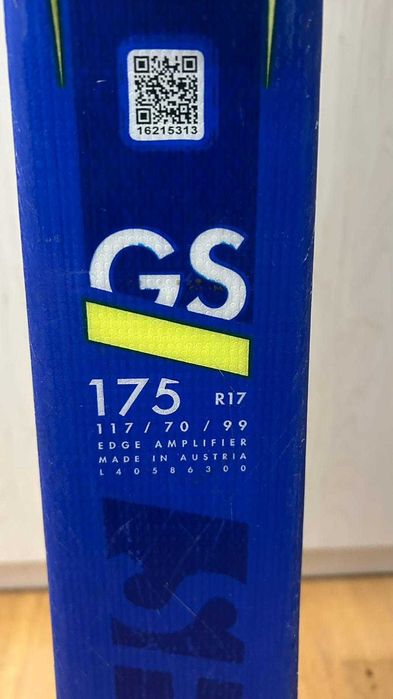 16215313
GS
175 R17
117 / 70 / 99
EDGE AMPLIFIER
MADE IN AUSTRIA
L40586300